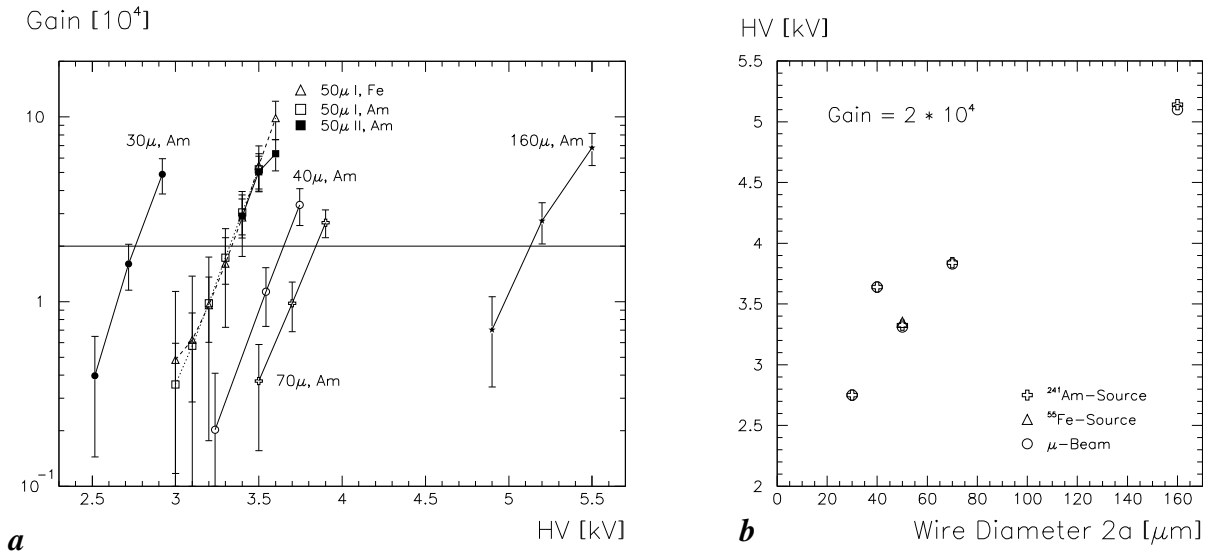 Gain [10⁴]
10
1
10⁻¹
30μ, Am
50μ I, Fe
50μ I, Am
50μ II, Am
40μ, Am
160μ, Am
70μ, Am
2.5 3 3.5 4 4.5 5 5.5
HV [kV]
a
HV [kV]
5.5
5
4.5
4
3.5
3
2.5
2
Gain = 2 * 10⁴
²⁴¹Am–Source
⁵⁵Fe–Source
μ–Beam
0 20 40 60 80 100 120 140 160
Wire Diameter 2a [μm]
b